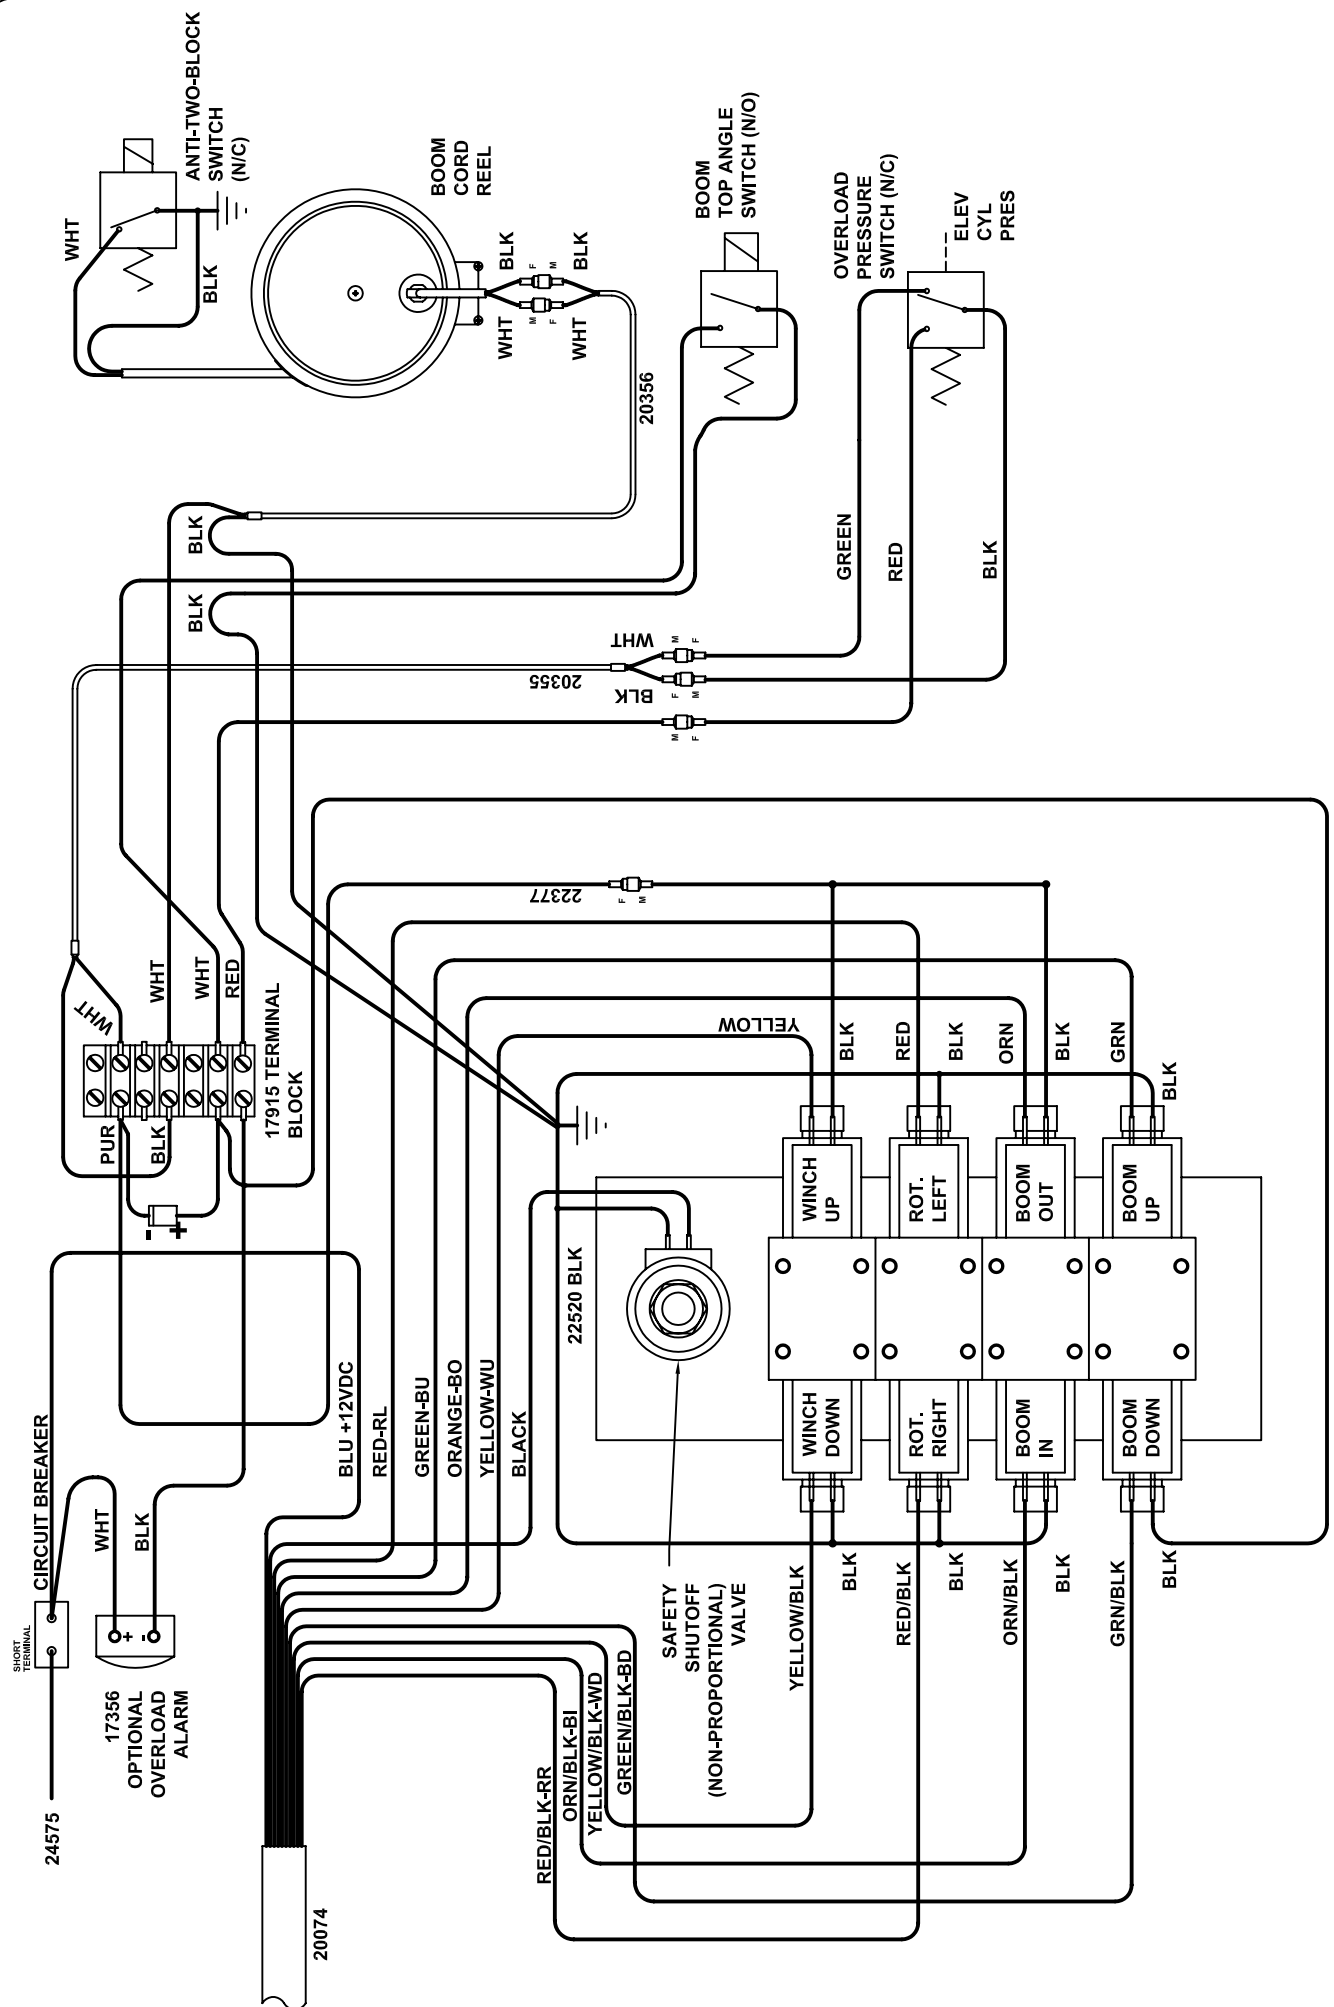 ANTI-TWO-BLOCK
SWITCH
(N/C)
WHT
BLK
BOOM
CORD
REEL
BLK
F
M
BLK
WHT
M
F
WHT
20356
BOOM
TOP ANGLE
SWITCH (N/O)
OVERLOAD
PRESSURE
SWITCH (N/C)
ELEV
CYL
PRES
GREEN
RED
BLK
BLK
BLK
WHT
M
F
20355
BLK
F
M
M
F
22377
F
M
WHT
WHT
WHT
RED
17915 TERMINAL
BLOCK
PUR
BLK
-
+
YELLOW
BLK
RED
BLK
ORN
BLK
GRN
BLK
WINCH
UP
ROT.
LEFT
BOOM
OUT
BOOM
UP
22520 BLK
WINCH
DOWN
ROT.
RIGHT
BOOM
IN
BOOM
DOWN
YELLOW/BLK
BLK
RED/BLK
BLK
ORN/BLK
BLK
GRN/BLK
BLK
SAFETY
SHUTOFF
(NON-PROPORTIONAL)
VALVE
CIRCUIT BREAKER
SHORT
TERMINAL
WHT
BLK
+
-
17356
OPTIONAL
OVERLOAD
ALARM
24575
BLU +12VDC
RED-RL
GREEN-BU
ORANGE-BO
YELLOW-WU
BLACK
RED/BLK-RR
ORN/BLK-BI
YELLOW/BLK-WD
GREEN/BLK-BD
20074